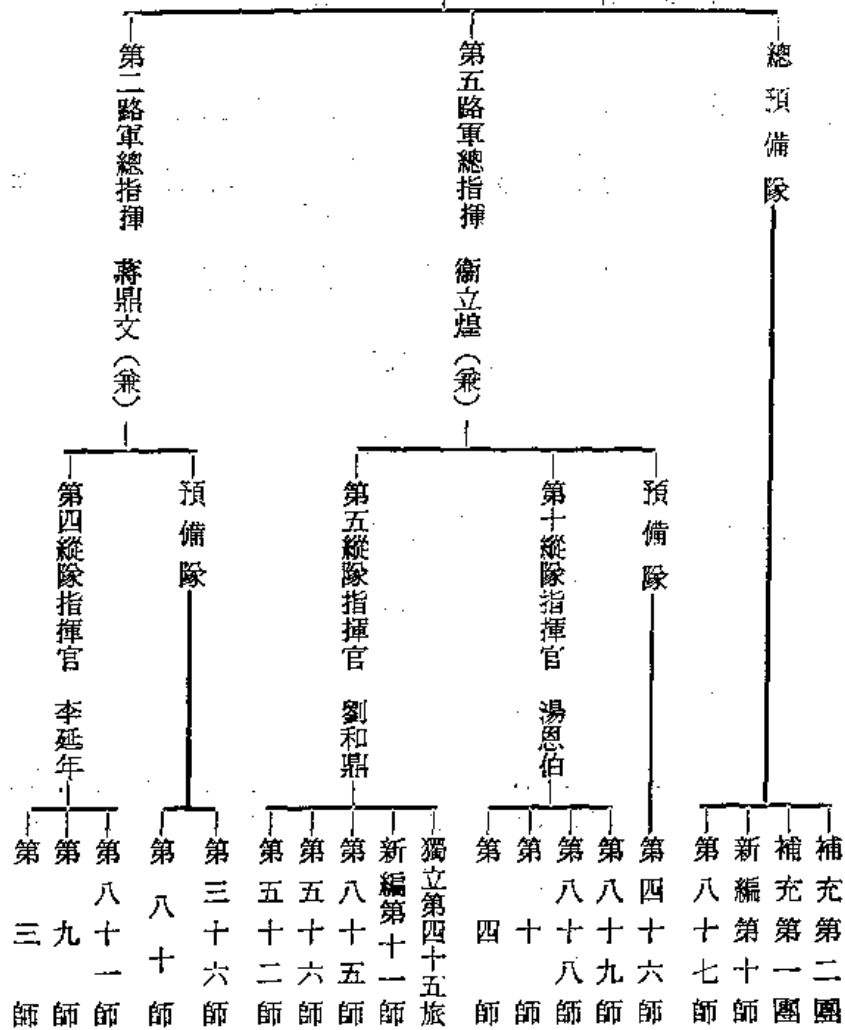 總預備隊
第五路軍總指揮　衞立煌（兼）
第二路軍總指揮　蔣鼎文（兼）
預備隊
第十縱隊指揮官　湯恩伯
第五縱隊指揮官　劉和鼎
預備隊
第四縱隊指揮官　李延年
補充第二團
補充第一團
新編第十師
第八十七師
第四十六師
第八十九師
第八十八師
第十師
第四師
獨立第四十五旅
新編第十一師
第八十五師
第五十六師
第五十二師
第三十六師
第八十師
第八十一師
第九師
第三師